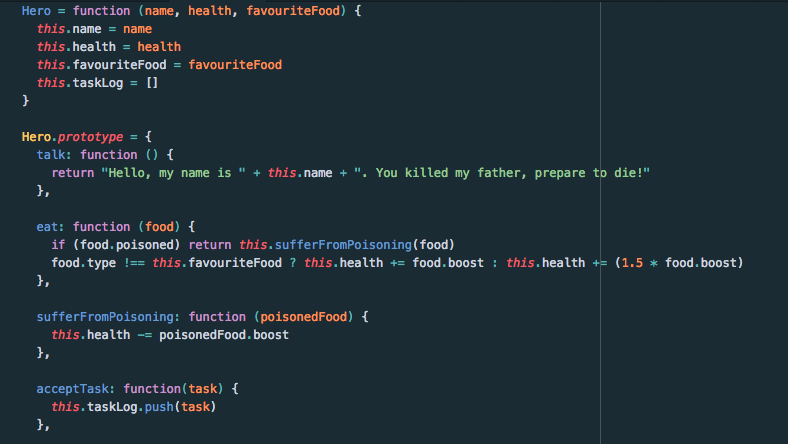 Hero = function (name, health, favouriteFood) {
  this.name = name
  this.health = health
  this.favouriteFood = favouriteFood
  this.taskLog = []
}

Hero.prototype = {
  talk: function () {
    return "Hello, my name is " + this.name + ". You killed my father, prepare to die!"
  },

  eat: function (food) {
    if (food.poisoned) return this.sufferFromPoisoning(food)
    food.type !== this.favouriteFood ? this.health += food.boost : this.health += (1.5 * food.boost)
  },

  sufferFromPoisoning: function (poisonedFood) {
    this.health -= poisonedFood.boost
  },

  acceptTask: function(task) {
    this.taskLog.push(task)
  },